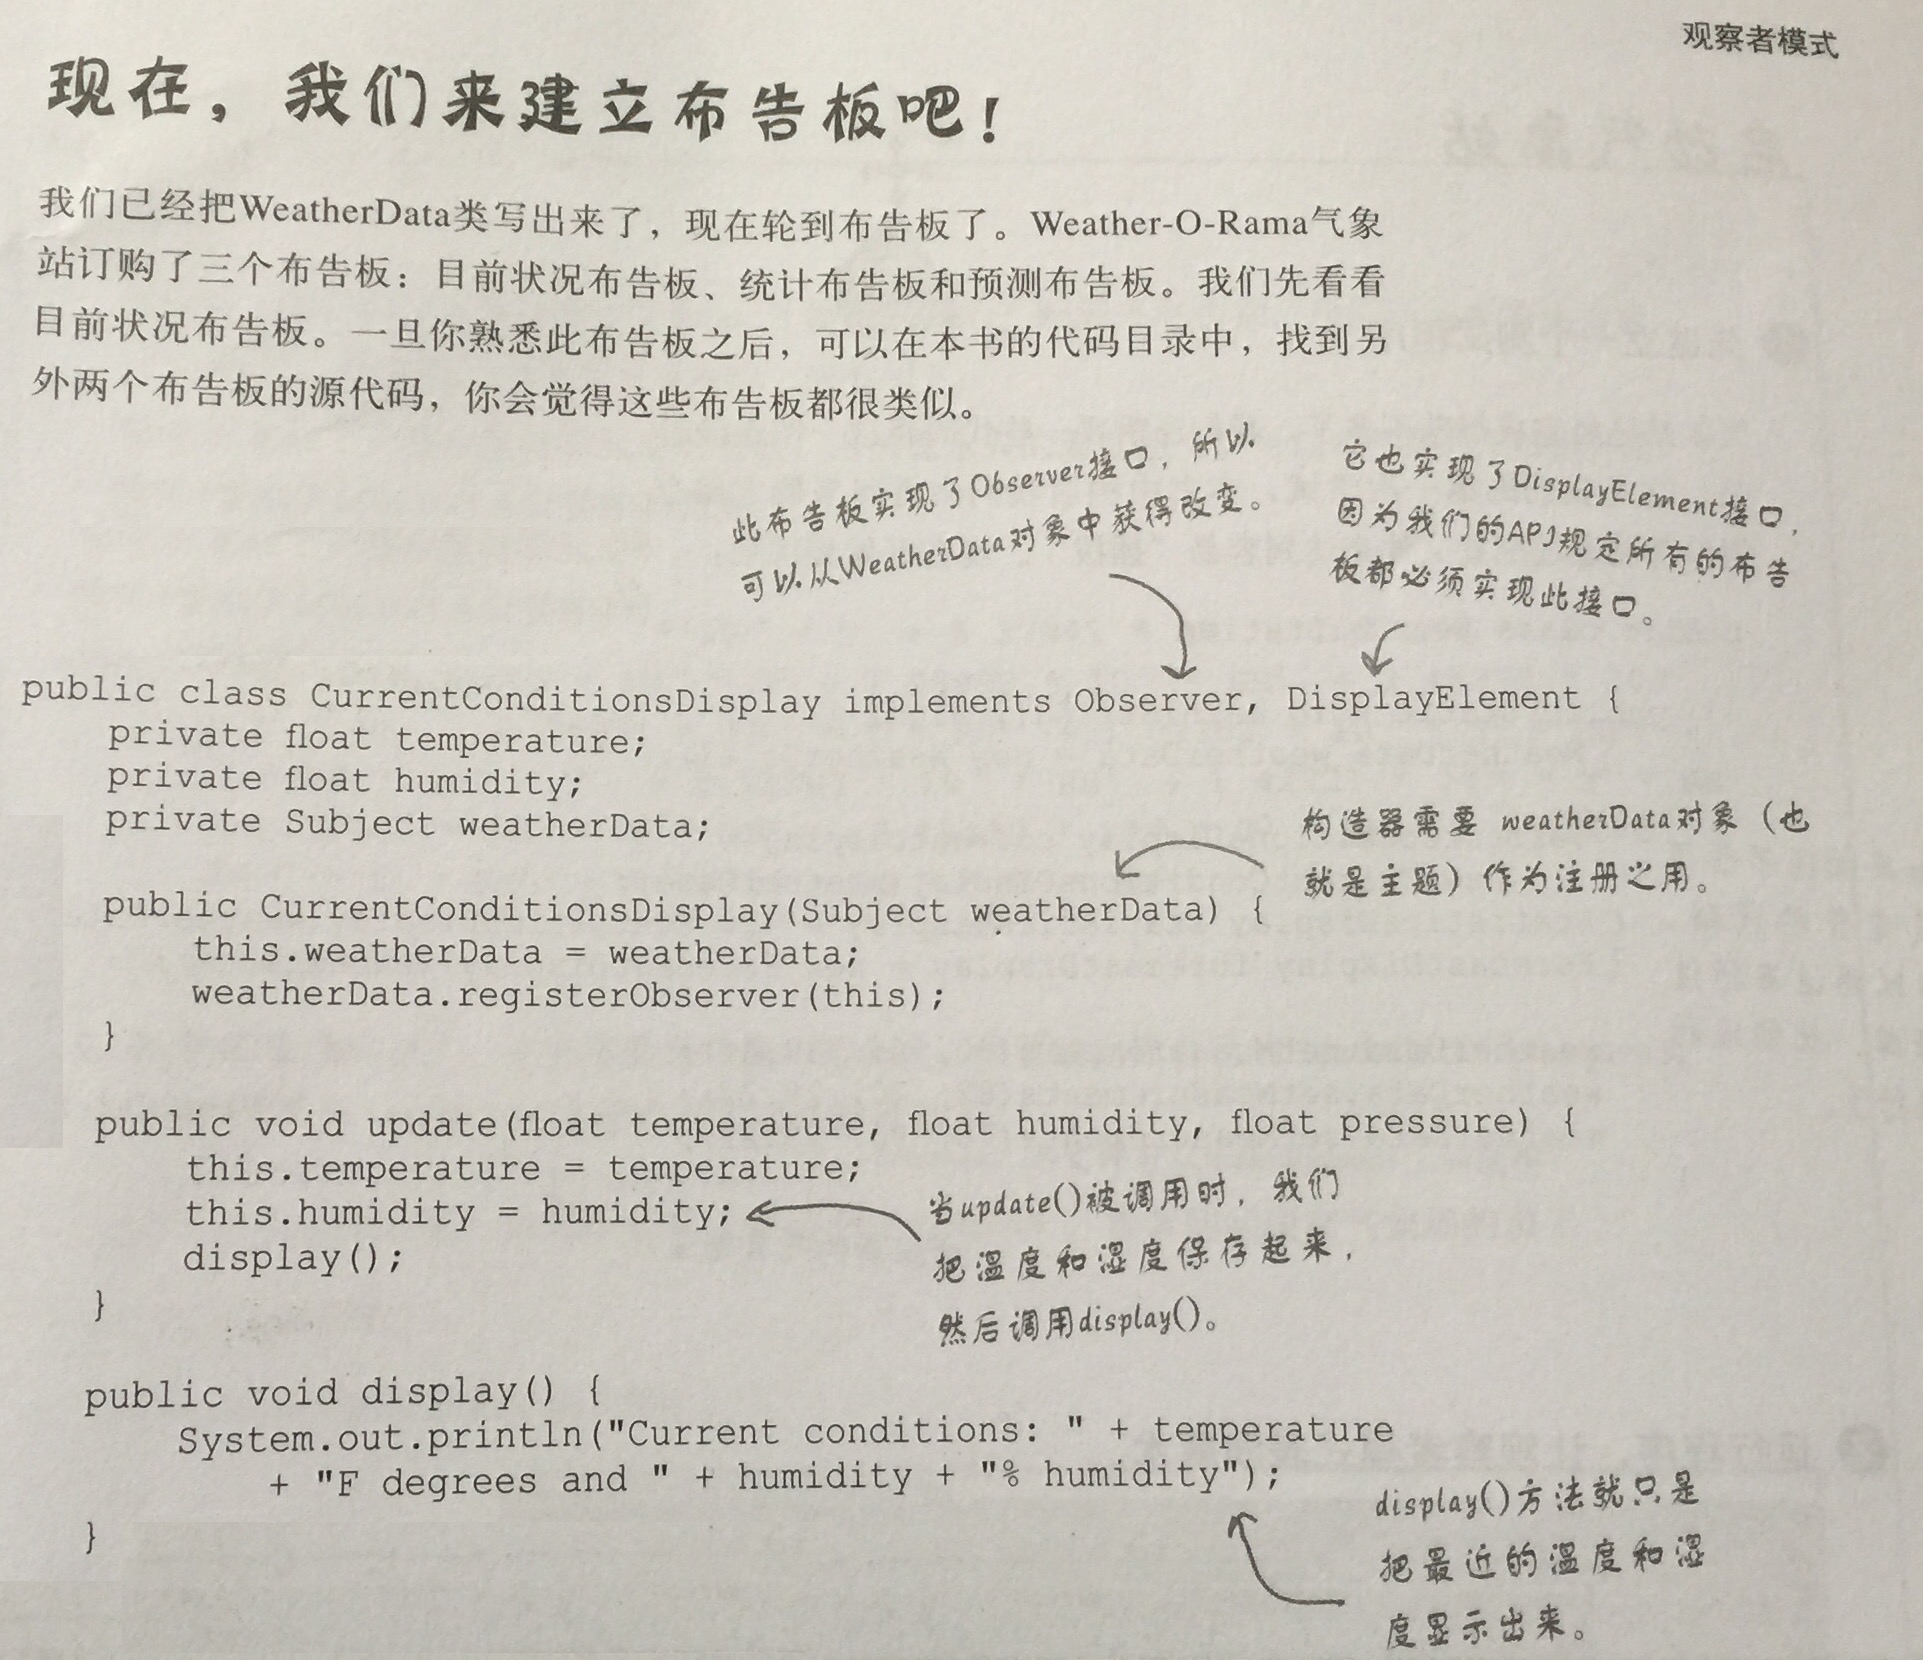 观察者模式
现在，我们来建立布告板吧！
我们已经把WeatherData类写出来了，现在轮到布告板了。Weather-O-Rama气象
站订购了三个布告板：目前状况布告板、统计布告板和预测布告板。我们先看看
目前状况布告板。一旦你熟悉此布告板之后，可以在本书的代码目录中，找到另
外两个布告板的源代码，你会觉得这些布告板都很类似。
此布告板实现了Observer接口，所以
可以从WeatherData对象中获得改变。
它也实现了DisplayElement接口，
因为我们的API规定所有的布告
板都必须实现此接口。
public class CurrentConditionsDisplay implements Observer, DisplayElement {
private float temperature;
private float humidity;
private Subject weatherData;
构造器需要 weatherData对象（也
就是主题）作为注册之用。
public CurrentConditionsDisplay(Subject weatherData) {
this.weatherData = weatherData;
weatherData.registerObserver(this);
}
public void update(float temperature, float humidity, float pressure) {
this.temperature = temperature;
this.humidity = humidity;
display();
}
当update()被调用时，我们
把温度和湿度保存起来，
然后调用display()。
public void display() {
System.out.println("Current conditions: " + temperature
+ "F degrees and " + humidity + "% humidity");
}
display()方法就只是
把最近的温度和湿
度显示出来。